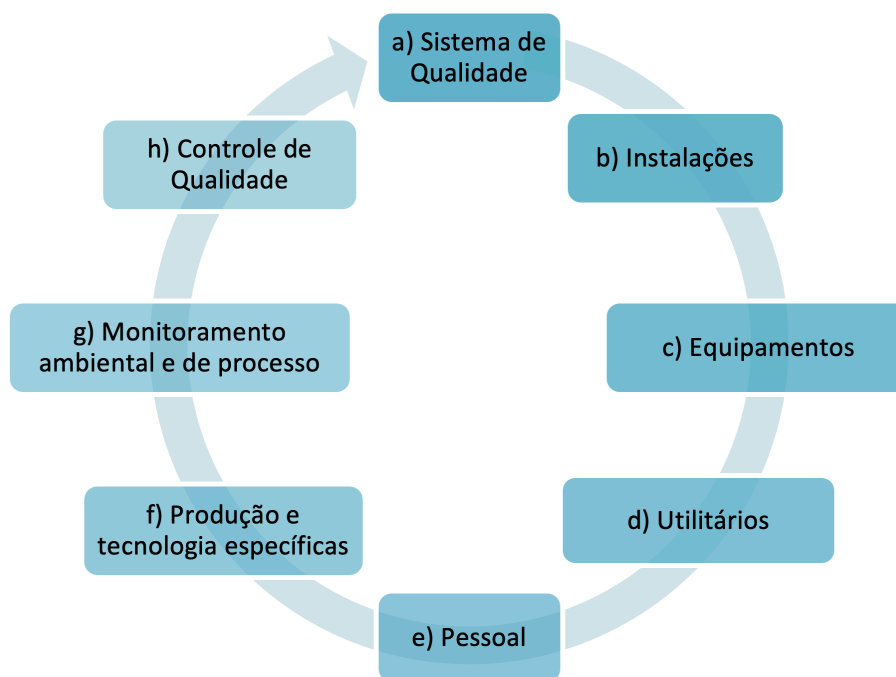 a) Sistema de
Qualidade
b) Instalações
c) Equipamentos
d) Utilitários
e) Pessoal
f) Produção e
tecnologia específicas
g) Monitoramento
ambiental e de processo
h) Controle de
Qualidade